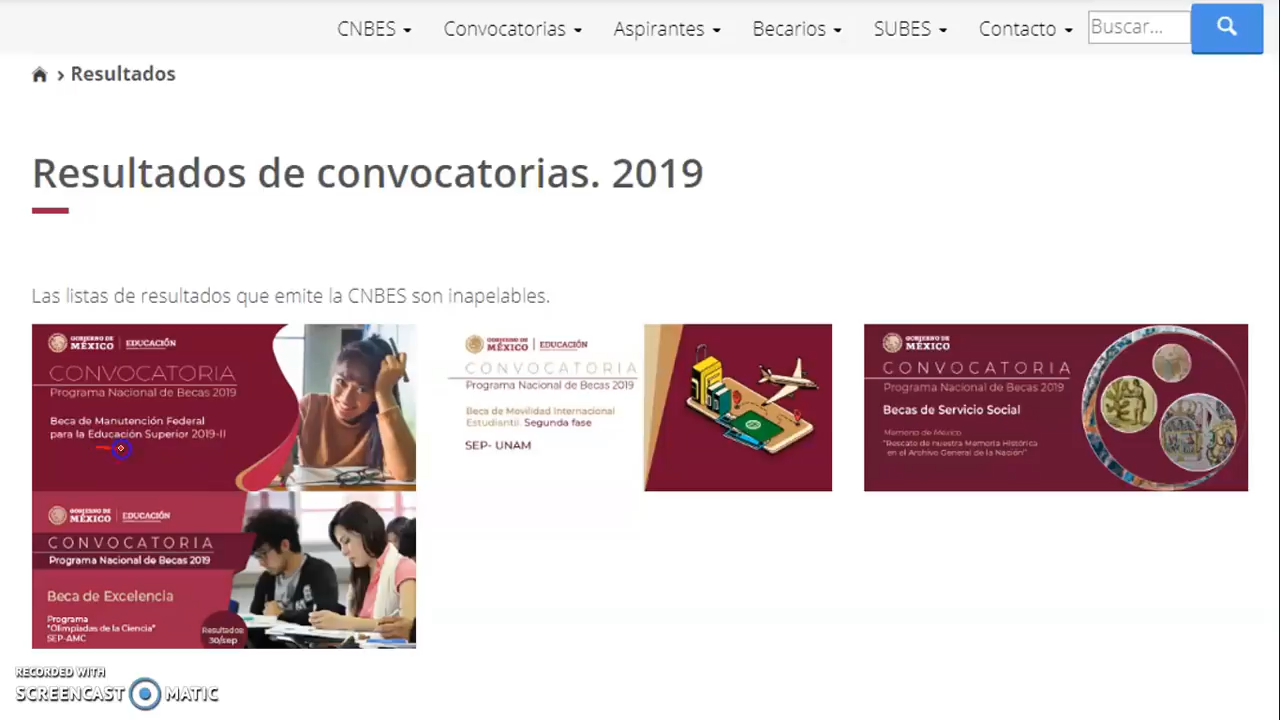 CNBES
Convocatorias
Aspirantes
Becarios
SUBES
Contacto
Buscar...
› Resultados
Resultados de convocatorias. 2019
Las listas de resultados que emite la CNBES son inapelables.
GOBIERNO DE MÉXICO | EDUCACIÓN
CONVOCATORIA
Programa Nacional de Becas 2019
Beca de Manutención Federal
para la Educación Superior 2019-II
GOBIERNO DE MÉXICO | EDUCACIÓN
CONVOCATORIA
Programa Nacional de Becas 2019
Beca de Movilidad Internacional
Estudiantil. Segunda fase
SEP- UNAM
GOBIERNO DE MÉXICO
CONVOCATORIA
Programa Nacional de Becas 2019
Becas de Servicio Social
Memoria de México
"Rescato de nuestra Memoria Histórica
en el Archivo General de la Nación"
GOBIERNO DE MÉXICO | EDUCACIÓN
CONVOCATORIA
Programa Nacional de Becas 2019
Beca de Excelencia
Programa
"Olimpiadas de la Ciencia"
SEP-AMC
Resultados
30/sep
RECORDED WITH
SCREENCAST MATIC